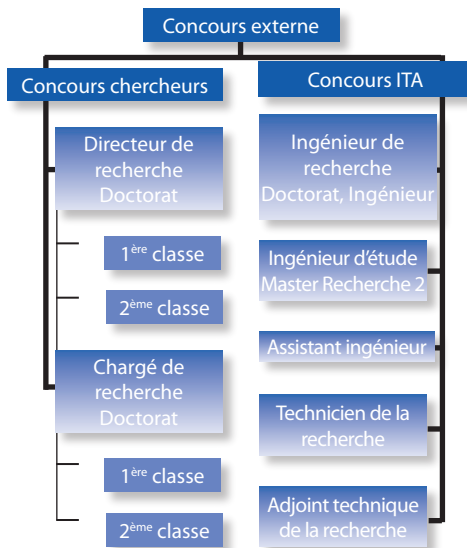 Concours externe
Concours chercheurs
Directeur de
recherche
Doctorat
1ère classe
2ème classe
Chargé de
recherche
Doctorat
1ère classe
2ème classe
Concours ITA
Ingénieur de
recherche
Doctorat, Ingénieur
Ingénieur d'étude
Master Recherche 2
Assistant ingénieur
Technicien de la
recherche
Adjoint technique
de la recherche